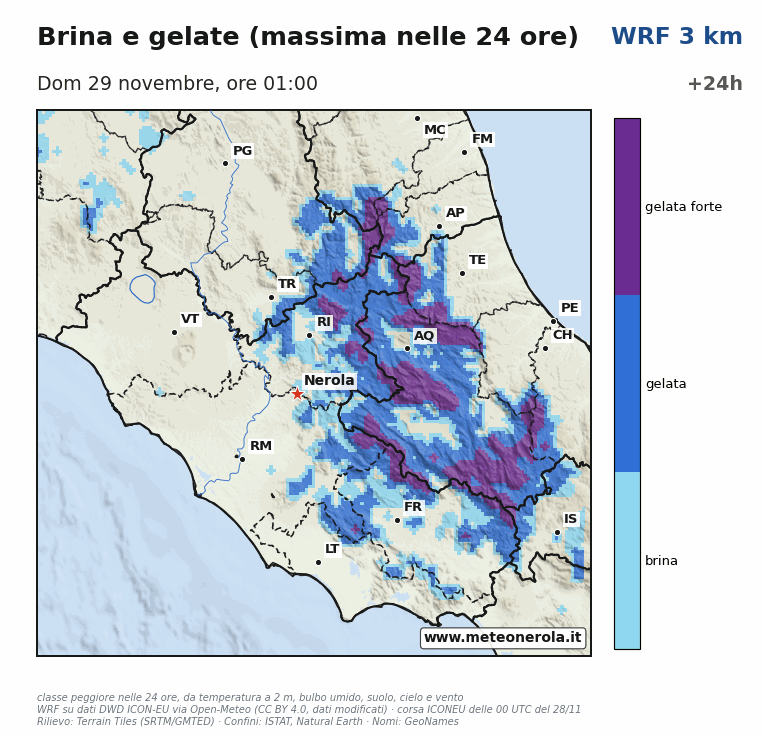 Brina e gelate (massima nelle 24 ore) WRF 3 km
Dom 29 novembre, ore 01:00 +24h
MC
FM
PG
gelata forte
AP
TE
TR
PE
VT
RI
AQ
CH
Nerola
gelata
RM
FR
IS
LT
brina
www.meteonerola.it
classe peggiore nelle 24 ore, da temperatura a 2 m, bulbo umido, suolo, cielo e vento
WRF su dati DWD ICON-EU via Open-Meteo (CC BY 4.0, dati modificati) · corsa ICONEU delle 00 UTC del 28/11
Rilievo: Terrain Tiles (SRTM/GMTED) · Confini: ISTAT, Natural Earth · Nomi: GeoNames